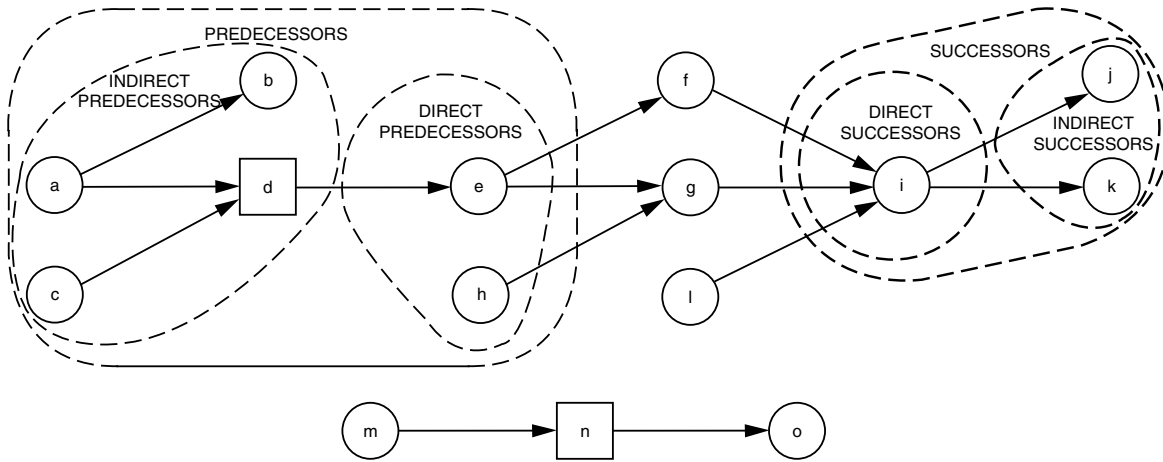 PREDECESSORS
INDIRECT
PREDECESSORS
b
a
d
c
DIRECT
PREDECESSORS
e
h
f
g
l
SUCCESSORS
DIRECT
SUCCESSORS
i
j
INDIRECT
SUCCESSORS
k
m
n
o